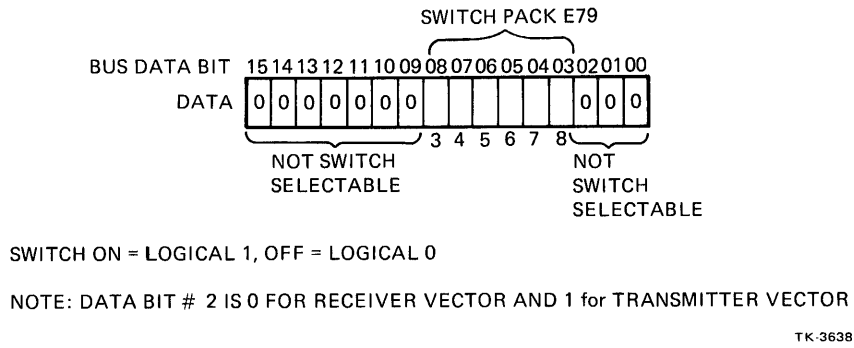 SWITCH PACK E79
BUS DATA BIT 15 14 13 12 11 10 09 08 07 06 05 04 03 02 01 00
DATA 0 0 0 0 0 0 0 0 0 0
3 4 5 6 7 8
NOT SWITCH
SELECTABLE
NOT
SWITCH
SELECTABLE
SWITCH ON = LOGICAL 1, OFF = LOGICAL 0
NOTE: DATA BIT # 2 IS 0 FOR RECEIVER VECTOR AND 1 for TRANSMITTER VECTOR
TK-3638